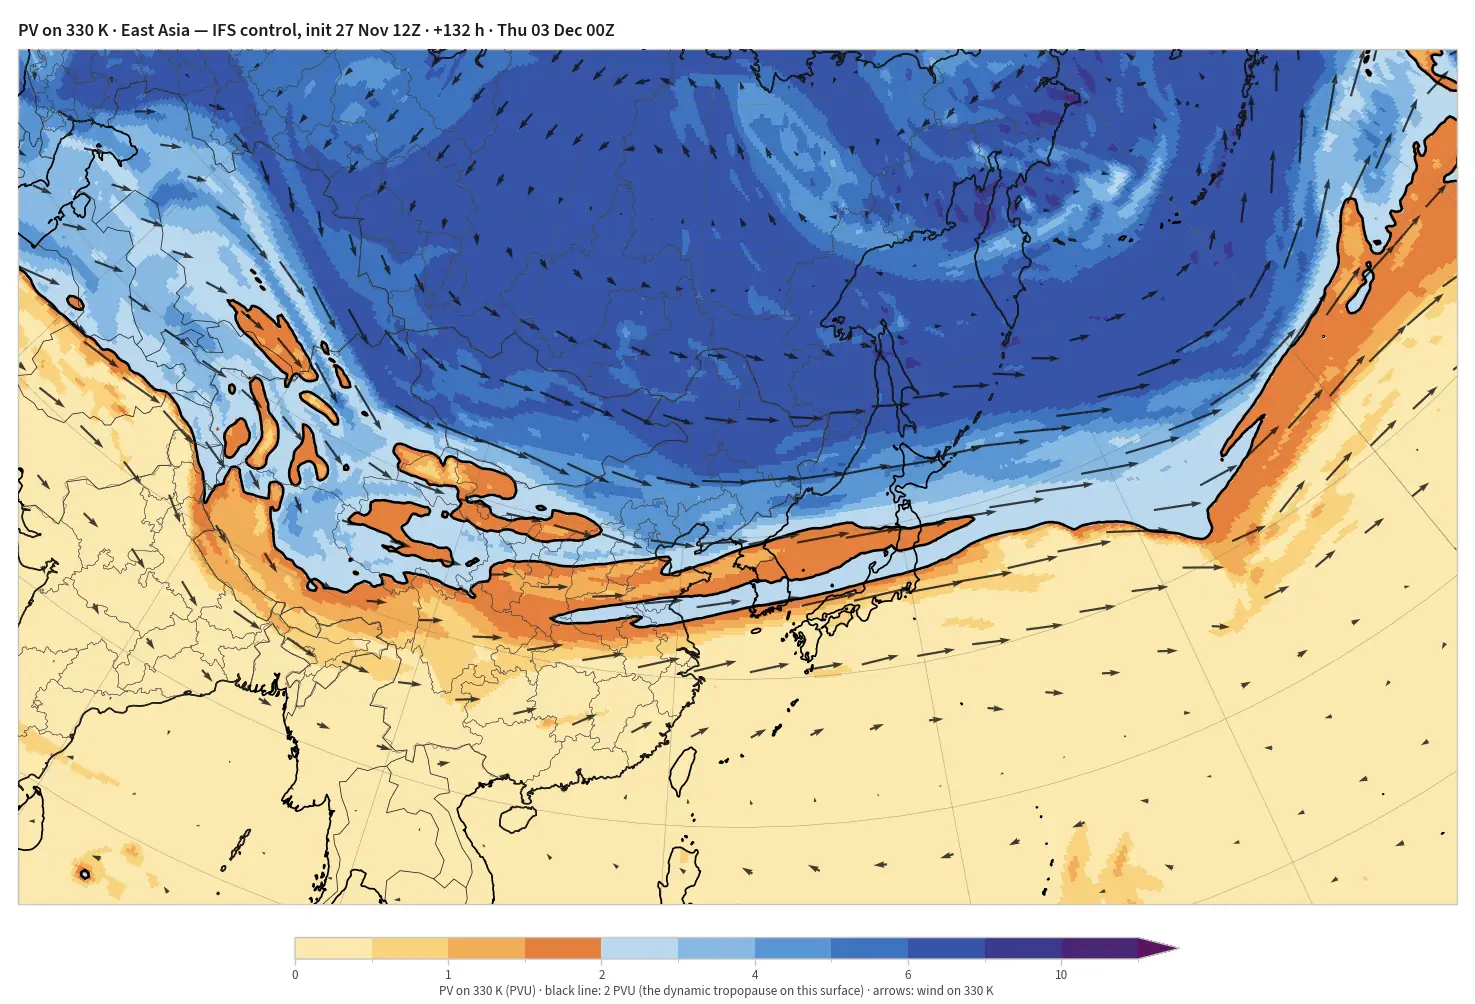 PV on 330 K · East Asia — IFS control, init 27 Nov 12Z · +132 h · Thu 03 Dec 00Z
0 1 2 4 6 10
PV on 330 K (PVU) · black line: 2 PVU (the dynamic tropopause on this surface) · arrows: wind on 330 K